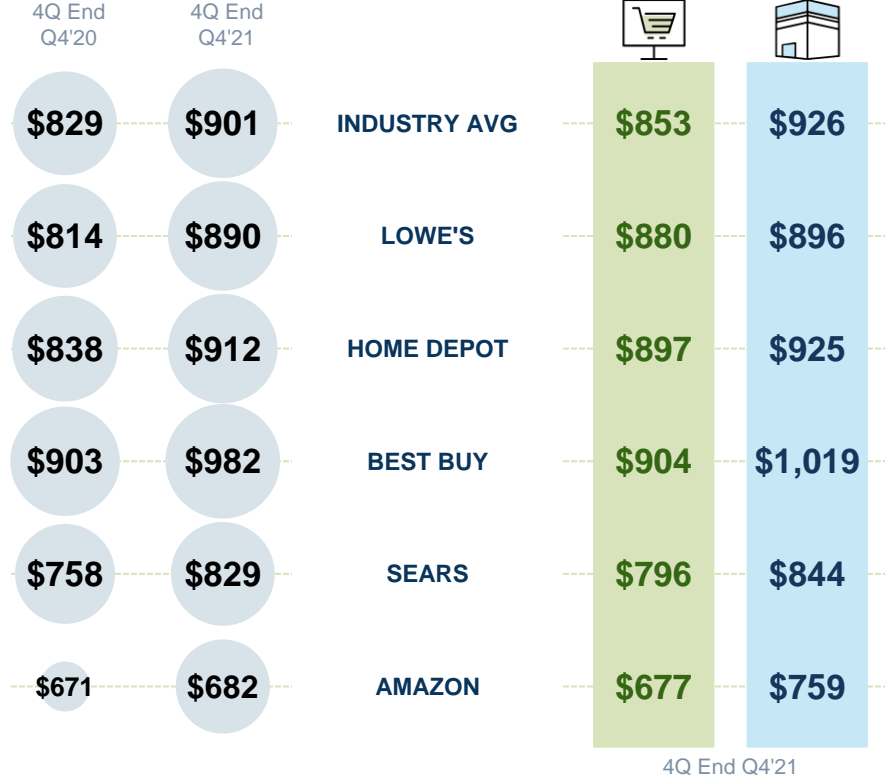 4Q End 4Q End
Q4'20 Q4'21
$829 $901 INDUSTRY AVG $853 $926
$814 $890 LOWE'S $880 $896
$838 $912 HOME DEPOT $897 $925
$903 $982 BEST BUY $904 $1,019
$758 $829 SEARS $796 $844
$671 $682 AMAZON $677 $759
4Q End Q4'21